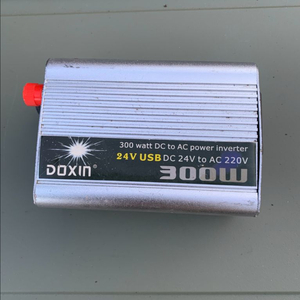 300 watt DC to AC power inverter
24V USB DC 24V to AC 220V
DOXIN
300W